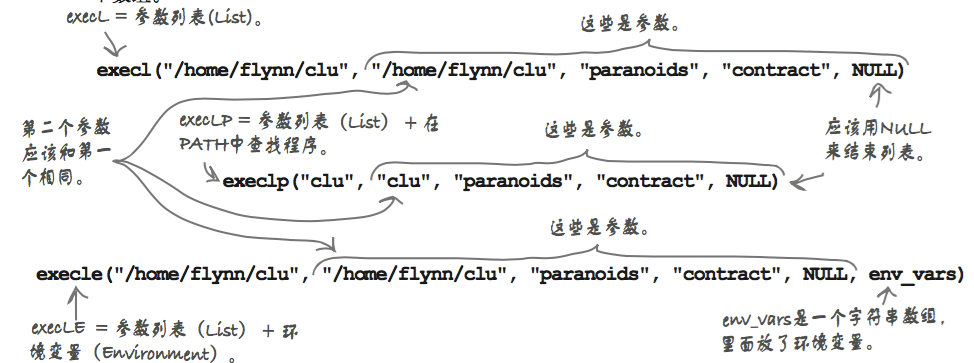 execL = 参数列表(List)。
这些是参数。
execl("/home/flynn/clu", "/home/flynn/clu", "paranoids", "contract", NULL)
第二个参数
应该和第一
个相同。
execLP = 参数列表（List）+ 在
PATH中查找程序。
这些是参数。
应该用NULL
来结束列表。
execlp("clu", "clu", "paranoids", "contract", NULL)
这些是参数。
execle("/home/flynn/clu", "/home/flynn/clu", "paranoids", "contract", NULL, env_vars)
execLE = 参数列表（List）+ 环
境变量（Environment）。
env_vars是一个字符串数组，
里面放了环境变量。